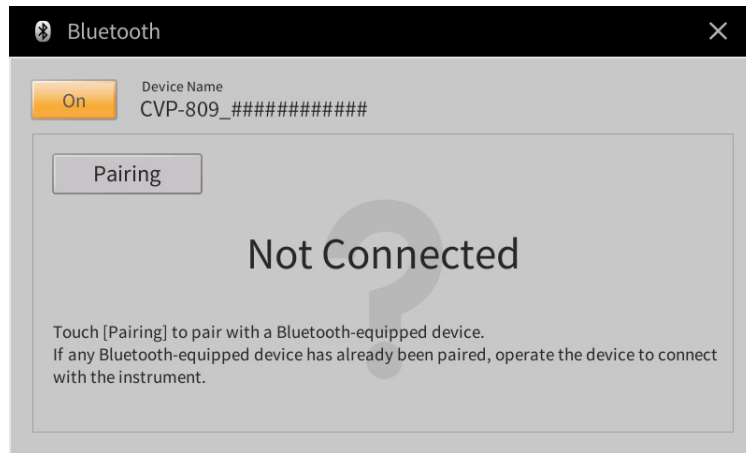 Bluetooth
On
Device Name
CVP-809_############
Pairing
Not Connected
Touch [Pairing] to pair with a Bluetooth-equipped device.
If any Bluetooth-equipped device has already been paired, operate the device to connect
with the instrument.